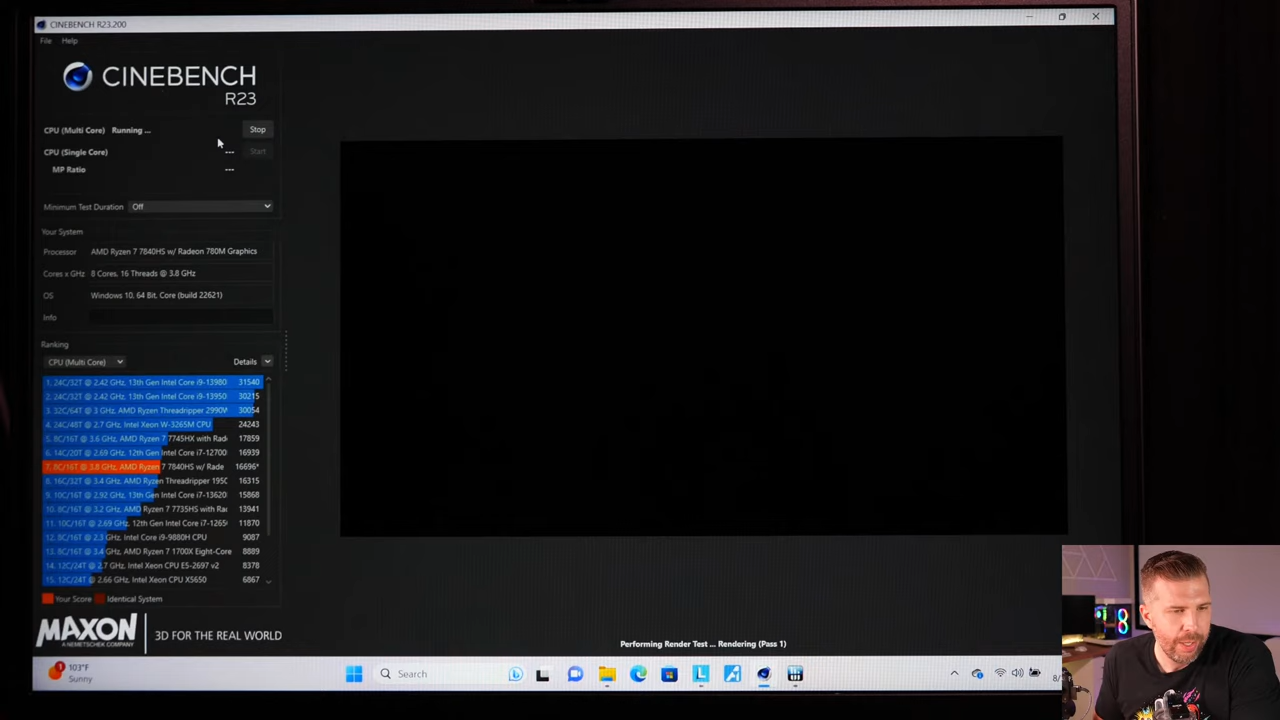 CINEBENCH R23.200
File Help
CINEBENCH
R23
CPU (Multi Core) Running ... Stop
CPU (Single Core) --- Start
MP Ratio ---
Minimum Test Duration Off
Your System
Processor AMD Ryzen 7 7840HS w/ Radeon 780M Graphics
Cores x GHz 8 Cores, 16 Threads @ 3.8 GHz
OS Windows 10, 64 Bit, Core (build 22621)
Info
Ranking
CPU (Multi Core) Details
1. 24C/32T @ 2.42 GHz, 13th Gen Intel Core i9-13980 31540
2. 24C/32T @ 2.42 GHz, 13th Gen Intel Core i9-13950 30215
3. 32C/64T @ 3 GHz, AMD Ryzen Threadripper 2990W 30054
4. 24C/48T @ 2.7 GHz, Intel Xeon W-3265M CPU 24243
5. 8C/16T @ 3.6 GHz, AMD Ryzen 7 7745HX with Rad 17859
6. 14C/20T @ 2.69 GHz, 12th Gen Intel Core i7-12700 16939
7. 8C/16T @ 3.8 GHz, AMD Ryzen 7 7840HS w/ Rade 16696*
8. 16C/32T @ 3.4 GHz, AMD Ryzen Threadripper 195C 16315
9. 10C/16T @ 2.92 GHz, 13th Gen Intel Core i7-1362C 15868
10. 8C/16T @ 3.2 GHz, AMD Ryzen 7 7735HS with Rad 13941
11. 10C/16T @ 2.69 GHz, 12th Gen Intel Core i7-1265 11870
12. 8C/16T @ 2.3 GHz, Intel Core i9-9880H CPU 9087
13. 8C/16T @ 3.4 GHz, AMD Ryzen 7 1700X Eight-Core 8889
14. 12C/24T @ 2.7 GHz, Intel Xeon CPU E5-2697 v2 8378
15. 12C/24T @ 2.66 GHz, Intel Xeon CPU X5650 6867
Your Score Identical System
MAXON
A NEMETSCHEK COMPANY
3D FOR THE REAL WORLD
Performing Render Test ... Rendering (Pass 1)
1
103°F
Sunny
Search